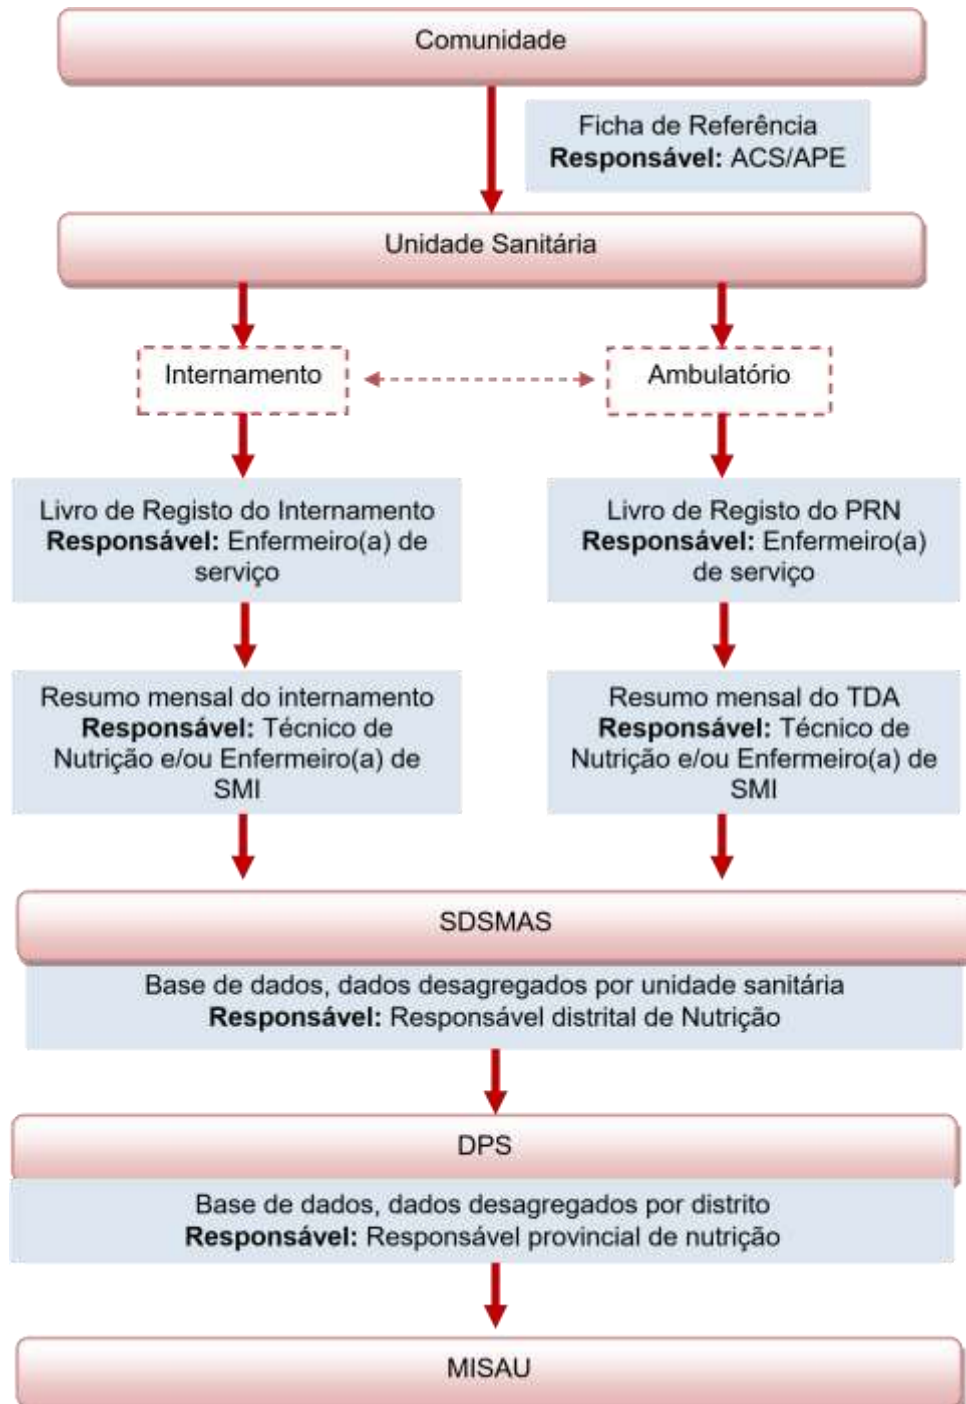 Comunidade
Ficha de Referência
Responsável: ACS/APE
Unidade Sanitária
Internamento
Ambulatório
Livro de Registo do Internamento
Responsável: Enfermeiro(a) de
serviço
Livro de Registo do PRN
Responsável: Enfermeiro(a)
de serviço
Resumo mensal do internamento
Responsável: Técnico de
Nutrição e/ou Enfermeiro(a) de
SMI
Resumo mensal do TDA
Responsável: Técnico de
Nutrição e/ou Enfermeiro(a) de
SMI
SDSMAS
Base de dados, dados desagregados por unidade sanitária
Responsável: Responsável distrital de Nutrição
DPS
Base de dados, dados desagregados por distrito
Responsável: Responsável provincial de nutrição
MISAU